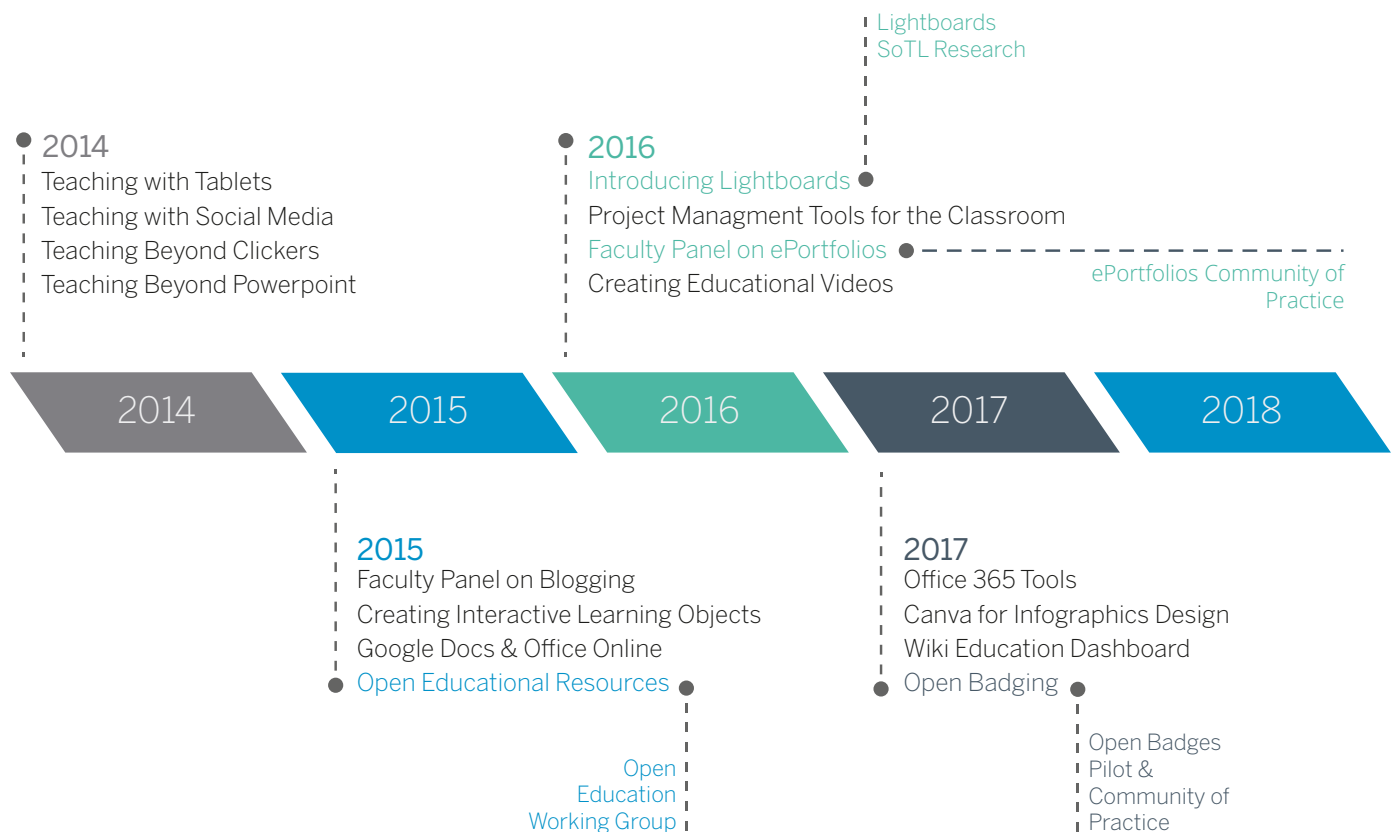 Lightboards
SoTL Research
2014
Teaching with Tablets
Teaching with Social Media
Teaching Beyond Clickers
Teaching Beyond Powerpoint
2016
Introducing Lightboards
Project Managment Tools for the Classroom
Faculty Panel on ePortfolios
Creating Educational Videos
ePortfolios Community of
Practice
2014
2015
2016
2017
2018
2015
Faculty Panel on Blogging
Creating Interactive Learning Objects
Google Docs & Office Online
Open Educational Resources
Open
Education
Working Group
2017
Office 365 Tools
Canva for Infographics Design
Wiki Education Dashboard
Open Badging
Open Badges
Pilot &
Community of
Practice